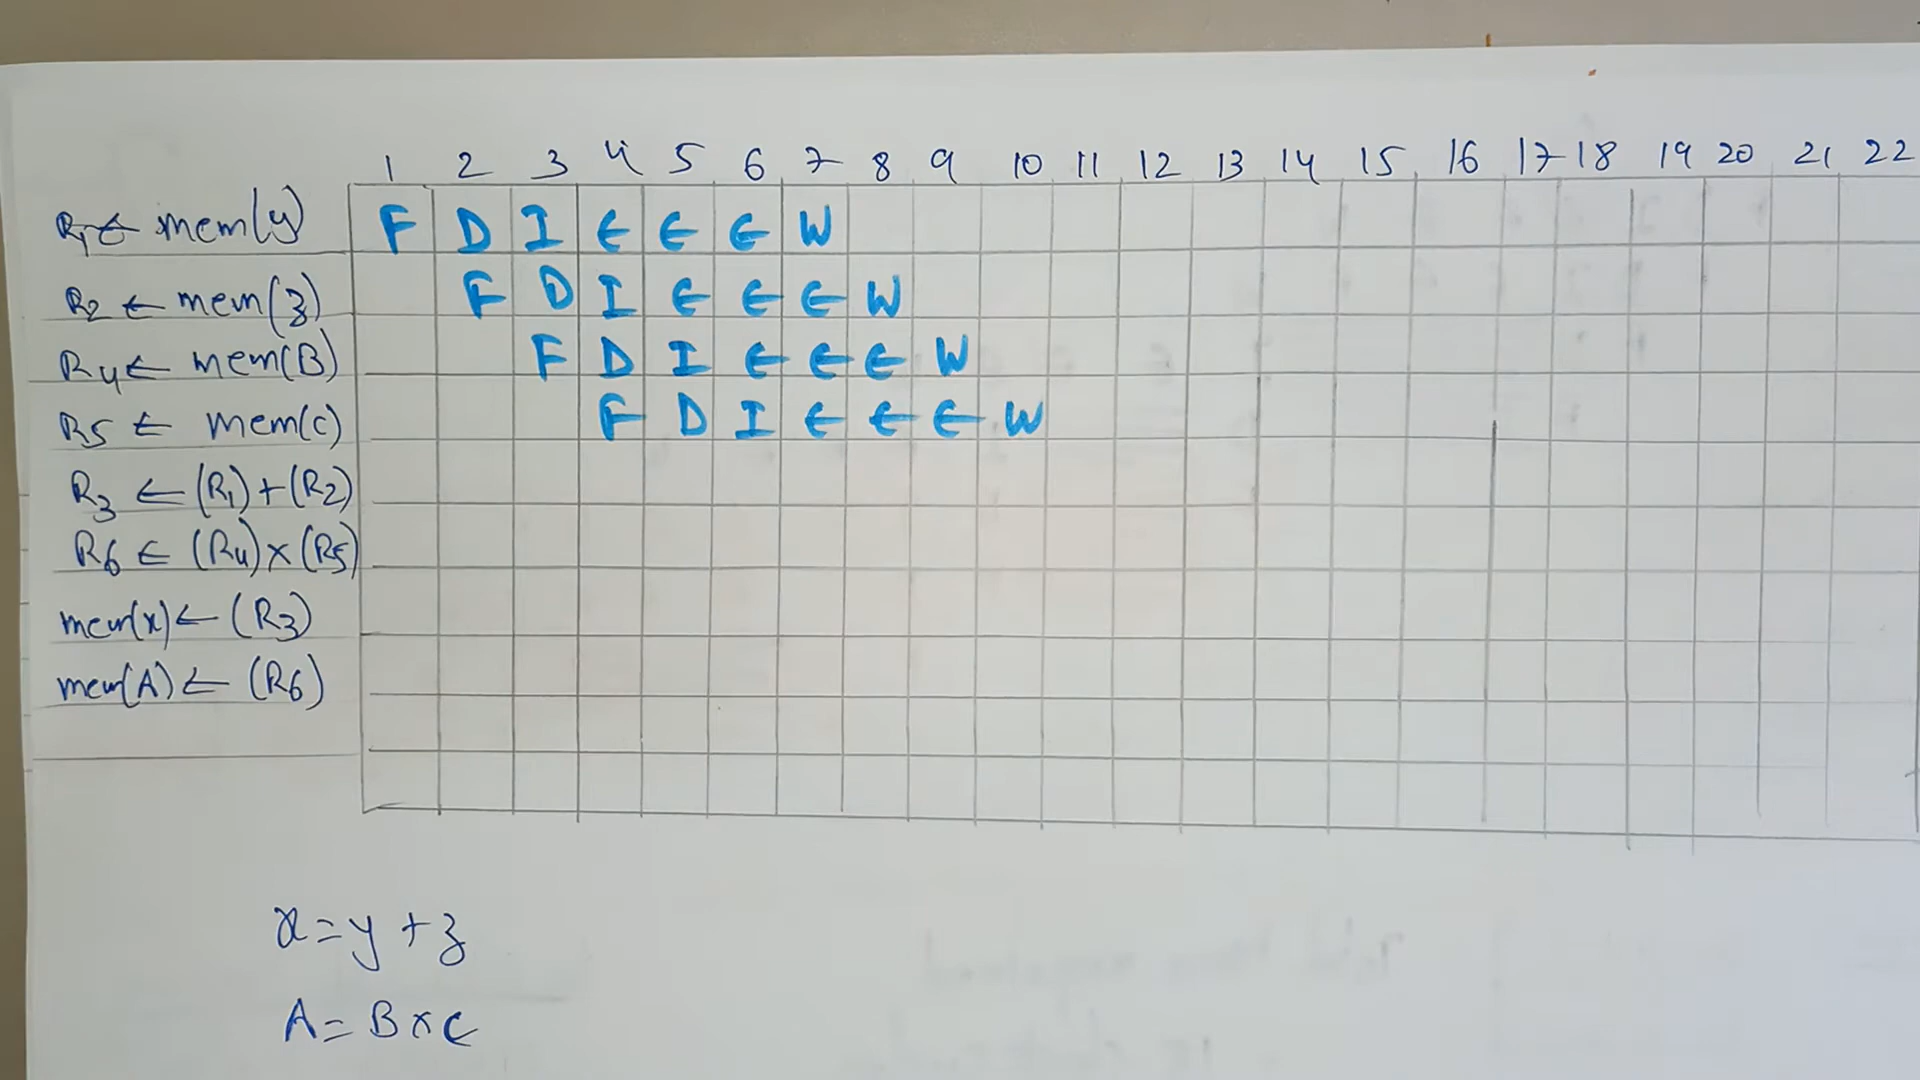 1 2 3 4 5 6 7 8 9 10 11 12 13 14 15 16 17 18 19 20 21 22
R1 ← mem(y) F D I E E E W
R2 ← mem(z) F D I E E E W
R4 ← mem(B) F D I E E E W
R5 ← mem(c) F D I E E E W
R3 ← (R1)+(R2)
R6 ← (R4)×(R5)
mem(x) ← (R3)
mem(A) ← (R6)
x=y+z
A=B×C